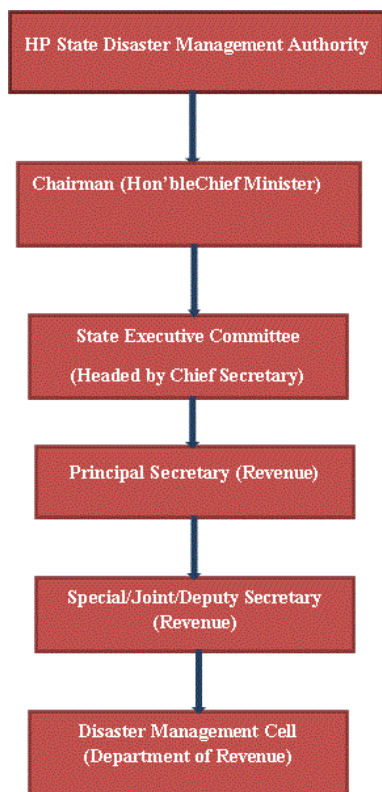 HP State Disaster Management Authority
Chairman (Hon'bleChief Minister)
State Executive Committee
(Headed by Chief Secretary)
Principal Secretary (Revenue)
Special/Joint/Deputy Secretary
(Revenue)
Disaster Management Cell
(Department of Revenue)